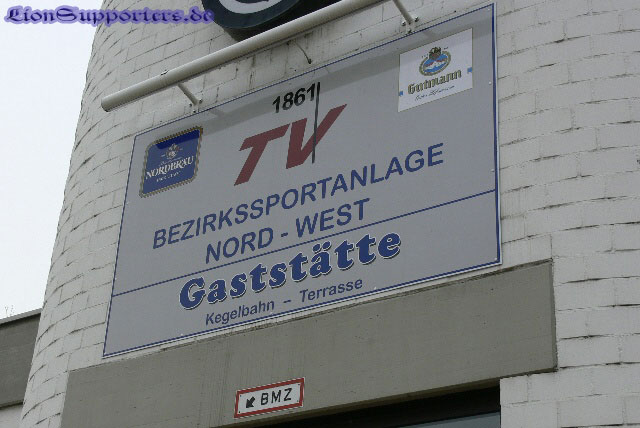 LionSupporters.de
1861
TV
NORDBRÄU
Gutmann
BEZIRKSSPORTANLAGE
NORD - WEST
Gaststätte
Kegelbahn - Terrasse
↙ BMZ